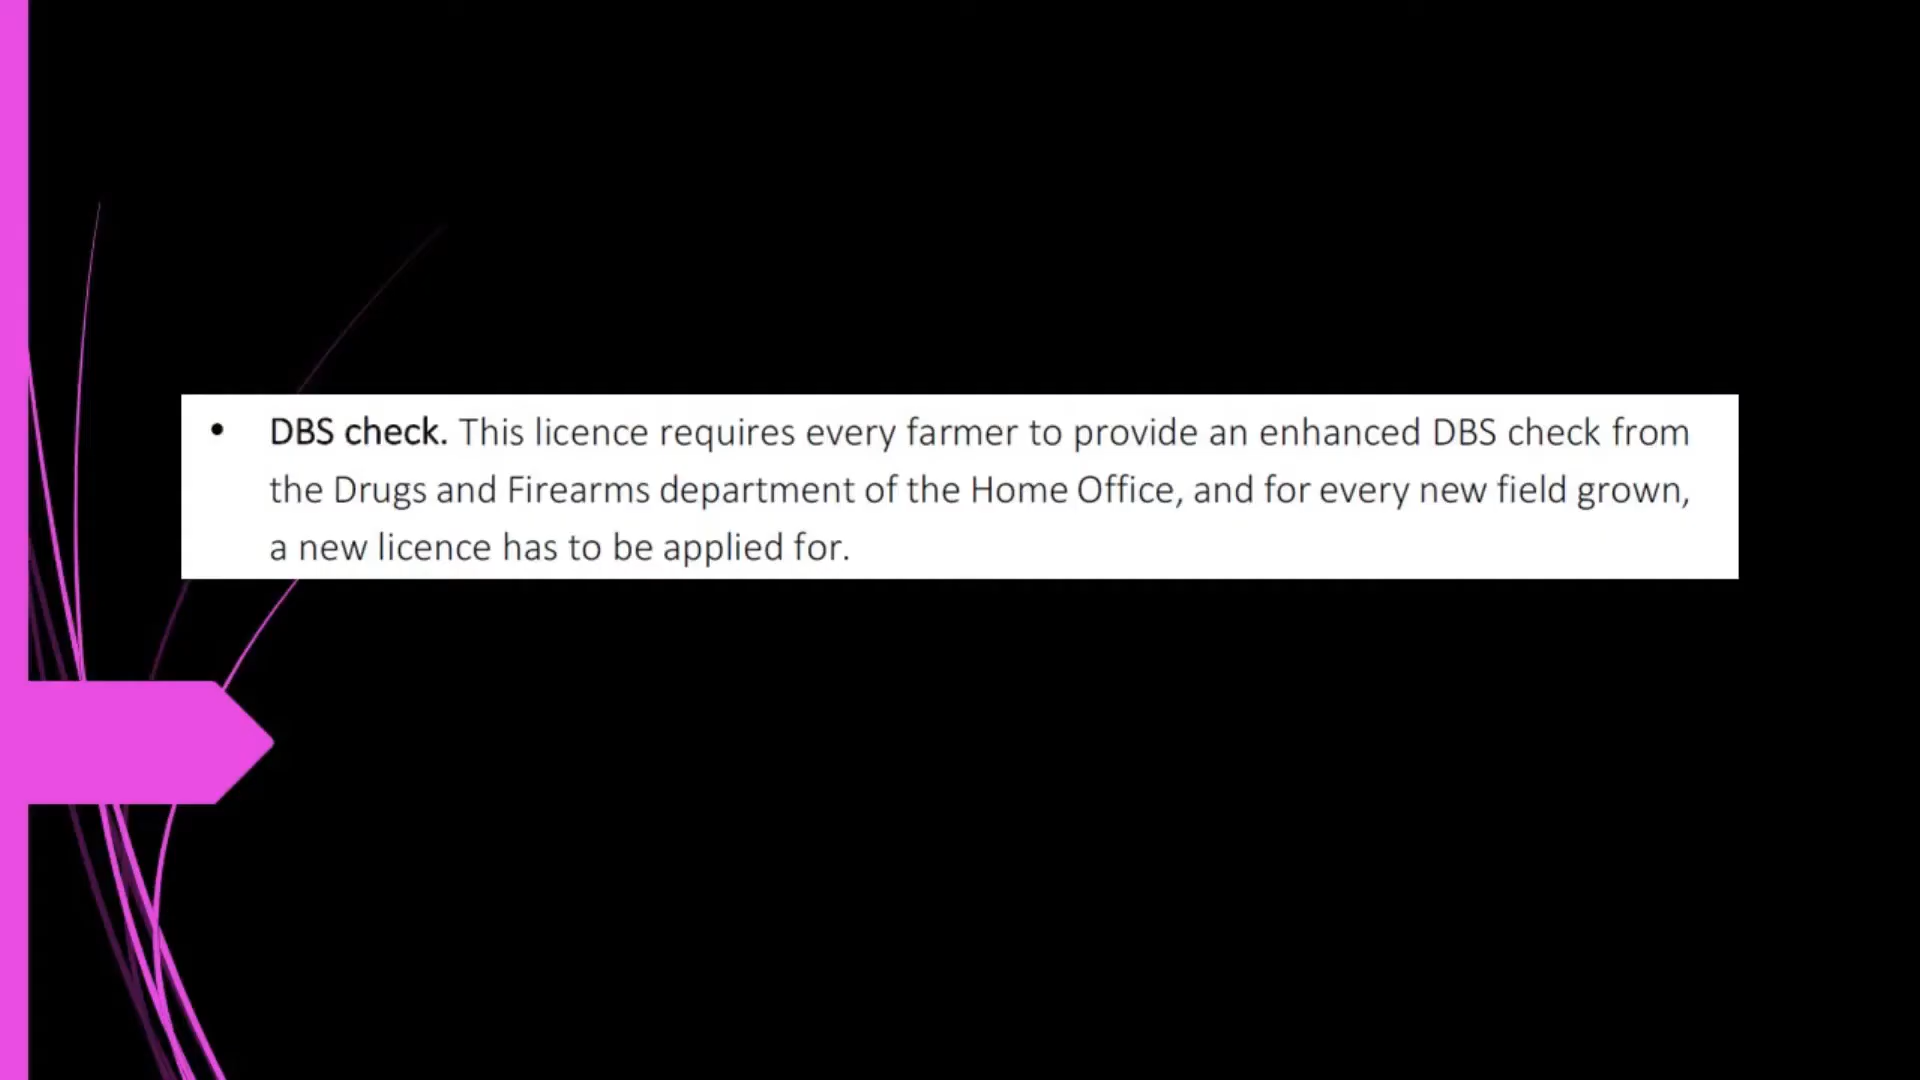 • DBS check. This licence requires every farmer to provide an enhanced DBS check from
the Drugs and Firearms department of the Home Office, and for every new field grown,
a new licence has to be applied for.